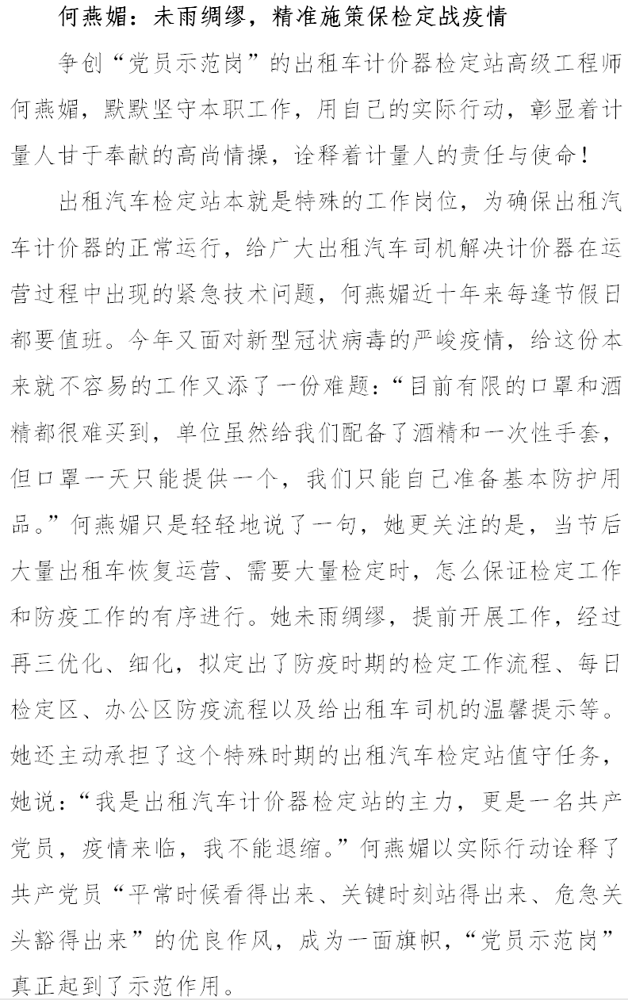 何燕媚：未雨绸缪，精准施策保检定战疫情
争创“党员示范岗”的出租车计价器检定站高级工程师
何燕媚，默默坚守本职工作，用自己的实际行动，彰显着计
量人甘于奉献的高尚情操，诠释着计量人的责任与使命！
出租汽车检定站本就是特殊的工作岗位，为确保出租汽
车计价器的正常运行，给广大出租汽车司机解决计价器在运
营过程中出现的紧急技术问题，何燕媚近十年来每逢节假日
都要值班。今年又面对新型冠状病毒的严峻疫情，给这份本
来就不容易的工作又添了一份难题：“目前有限的口罩和酒
精都很难买到，单位虽然给我们配备了酒精和一次性手套，
但口罩一天只能提供一个，我们只能自己准备基本防护用
品。”何燕媚只是轻轻地说了一句，她更关注的是，当节后
大量出租车恢复运营、需要大量检定时，怎么保证检定工作
和防疫工作的有序进行。她未雨绸缪，提前开展工作，经过
再三优化、细化，拟定出了防疫时期的检定工作流程、每日
检定区、办公区防疫流程以及给出租车司机的温馨提示等。
她还主动承担了这个特殊时期的出租汽车检定站值守任务，
她说：“我是出租汽车计价器检定站的主力，更是一名共产
党员，疫情来临，我不能退缩。”何燕媚以实际行动诠释了
共产党员“平常时候看得出来、关键时刻站得出来、危急关
头豁得出来”的优良作风，成为一面旗帜，“党员示范岗”
真正起到了示范作用。